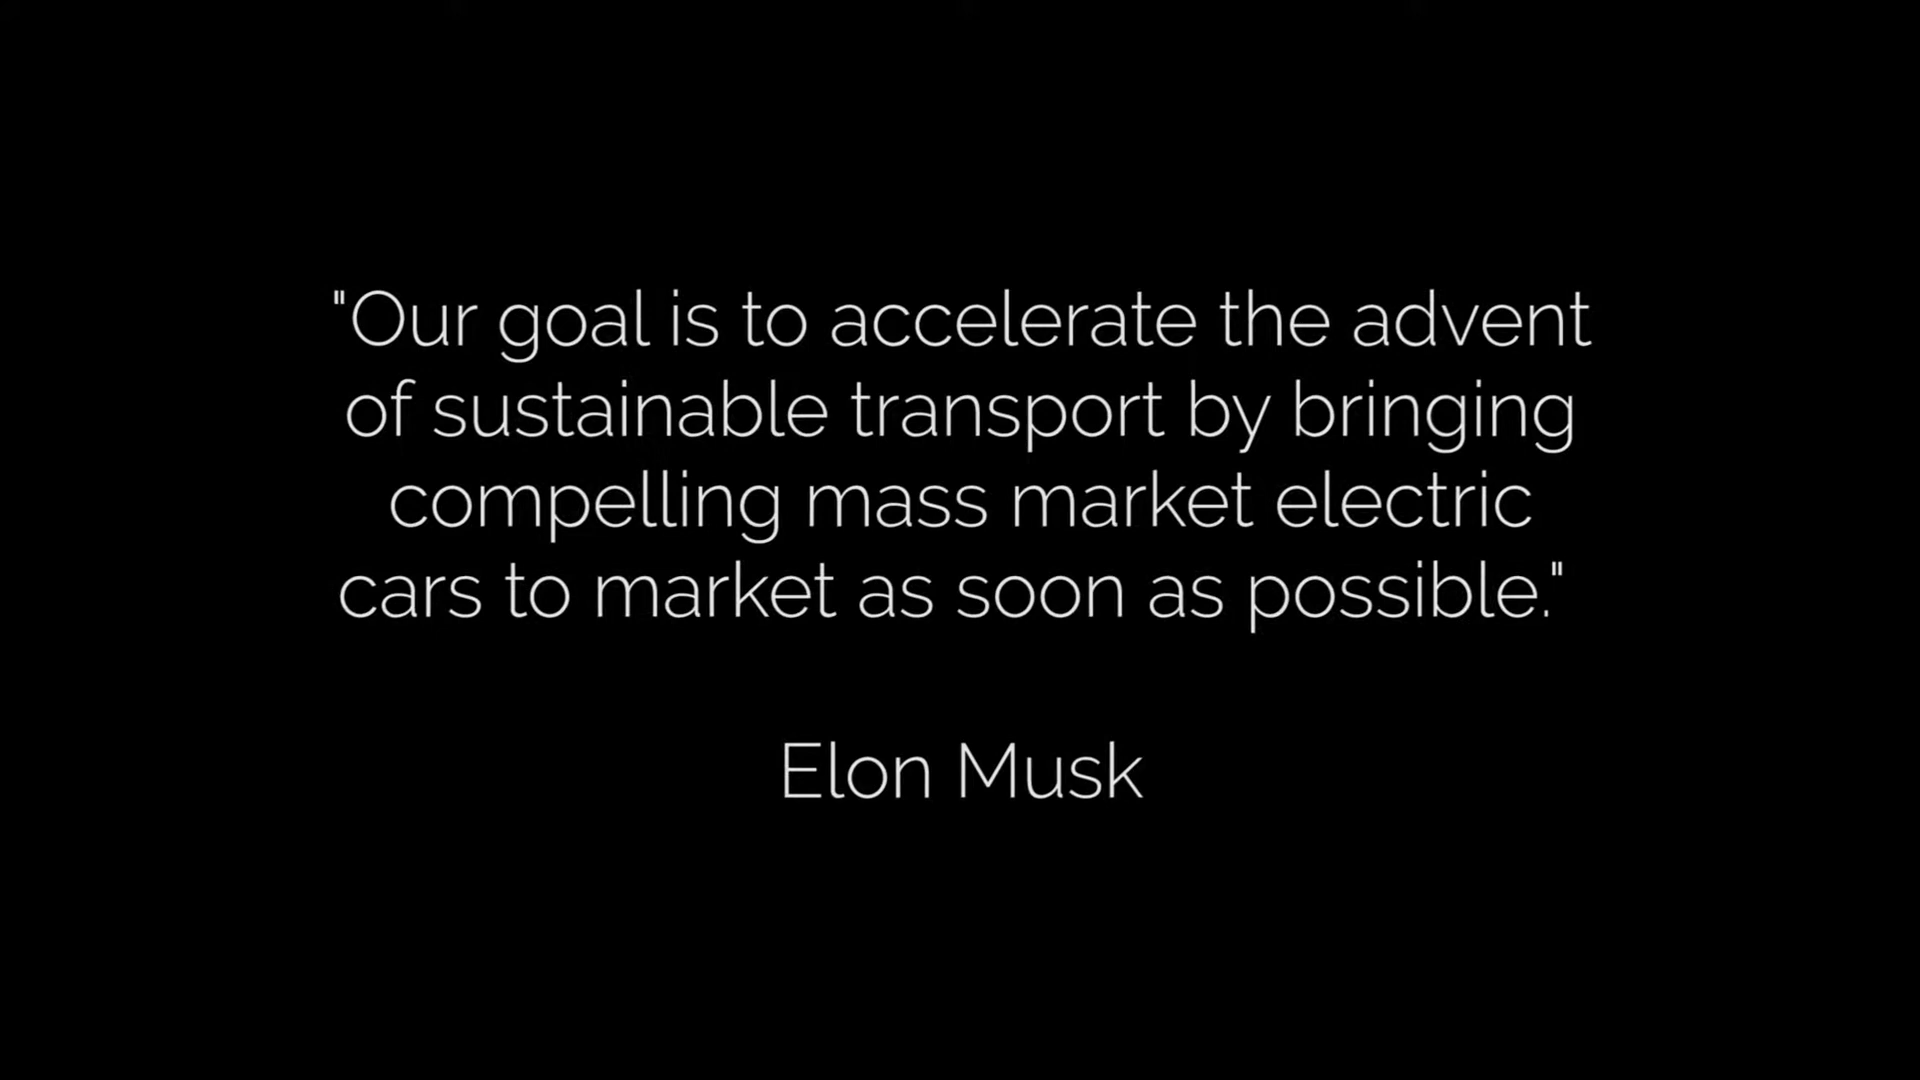 "Our goal is to accelerate the advent
of sustainable transport by bringing
compelling mass market electric
cars to market as soon as possible."
Elon Musk